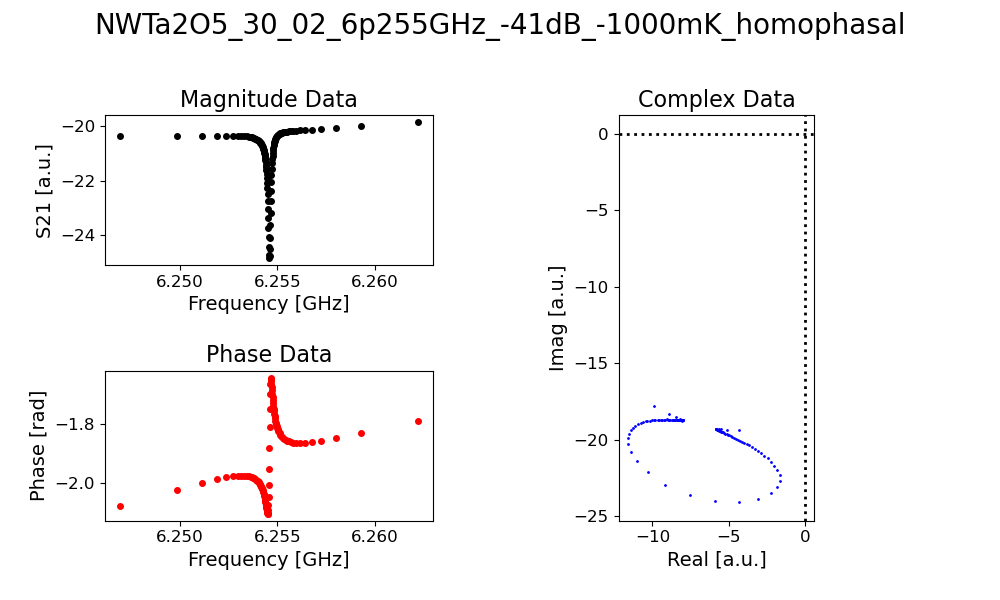 NWTa2O5_30_02_6p255GHz_-41dB_-1000mK_homophasal
Magnitude Data
−20
−22
−24
S21 [a.u.]
6.250 6.255 6.260
Frequency [GHz]
Phase Data
−1.8
−2.0
Phase [rad]
6.250 6.255 6.260
Frequency [GHz]
Complex Data
0
−5
−10
−15
−20
−25
Imag [a.u.]
−10 −5 0
Real [a.u.]